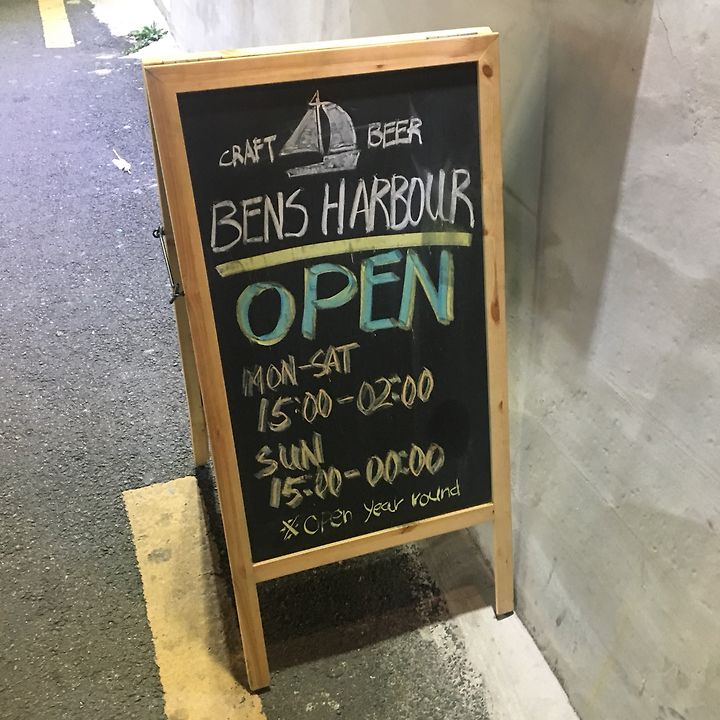 CRAFT BEER
BENS HARBOUR
OPEN
MON-SAT
15:00-02:00
SUN
15:00-00:00
※ Open year round